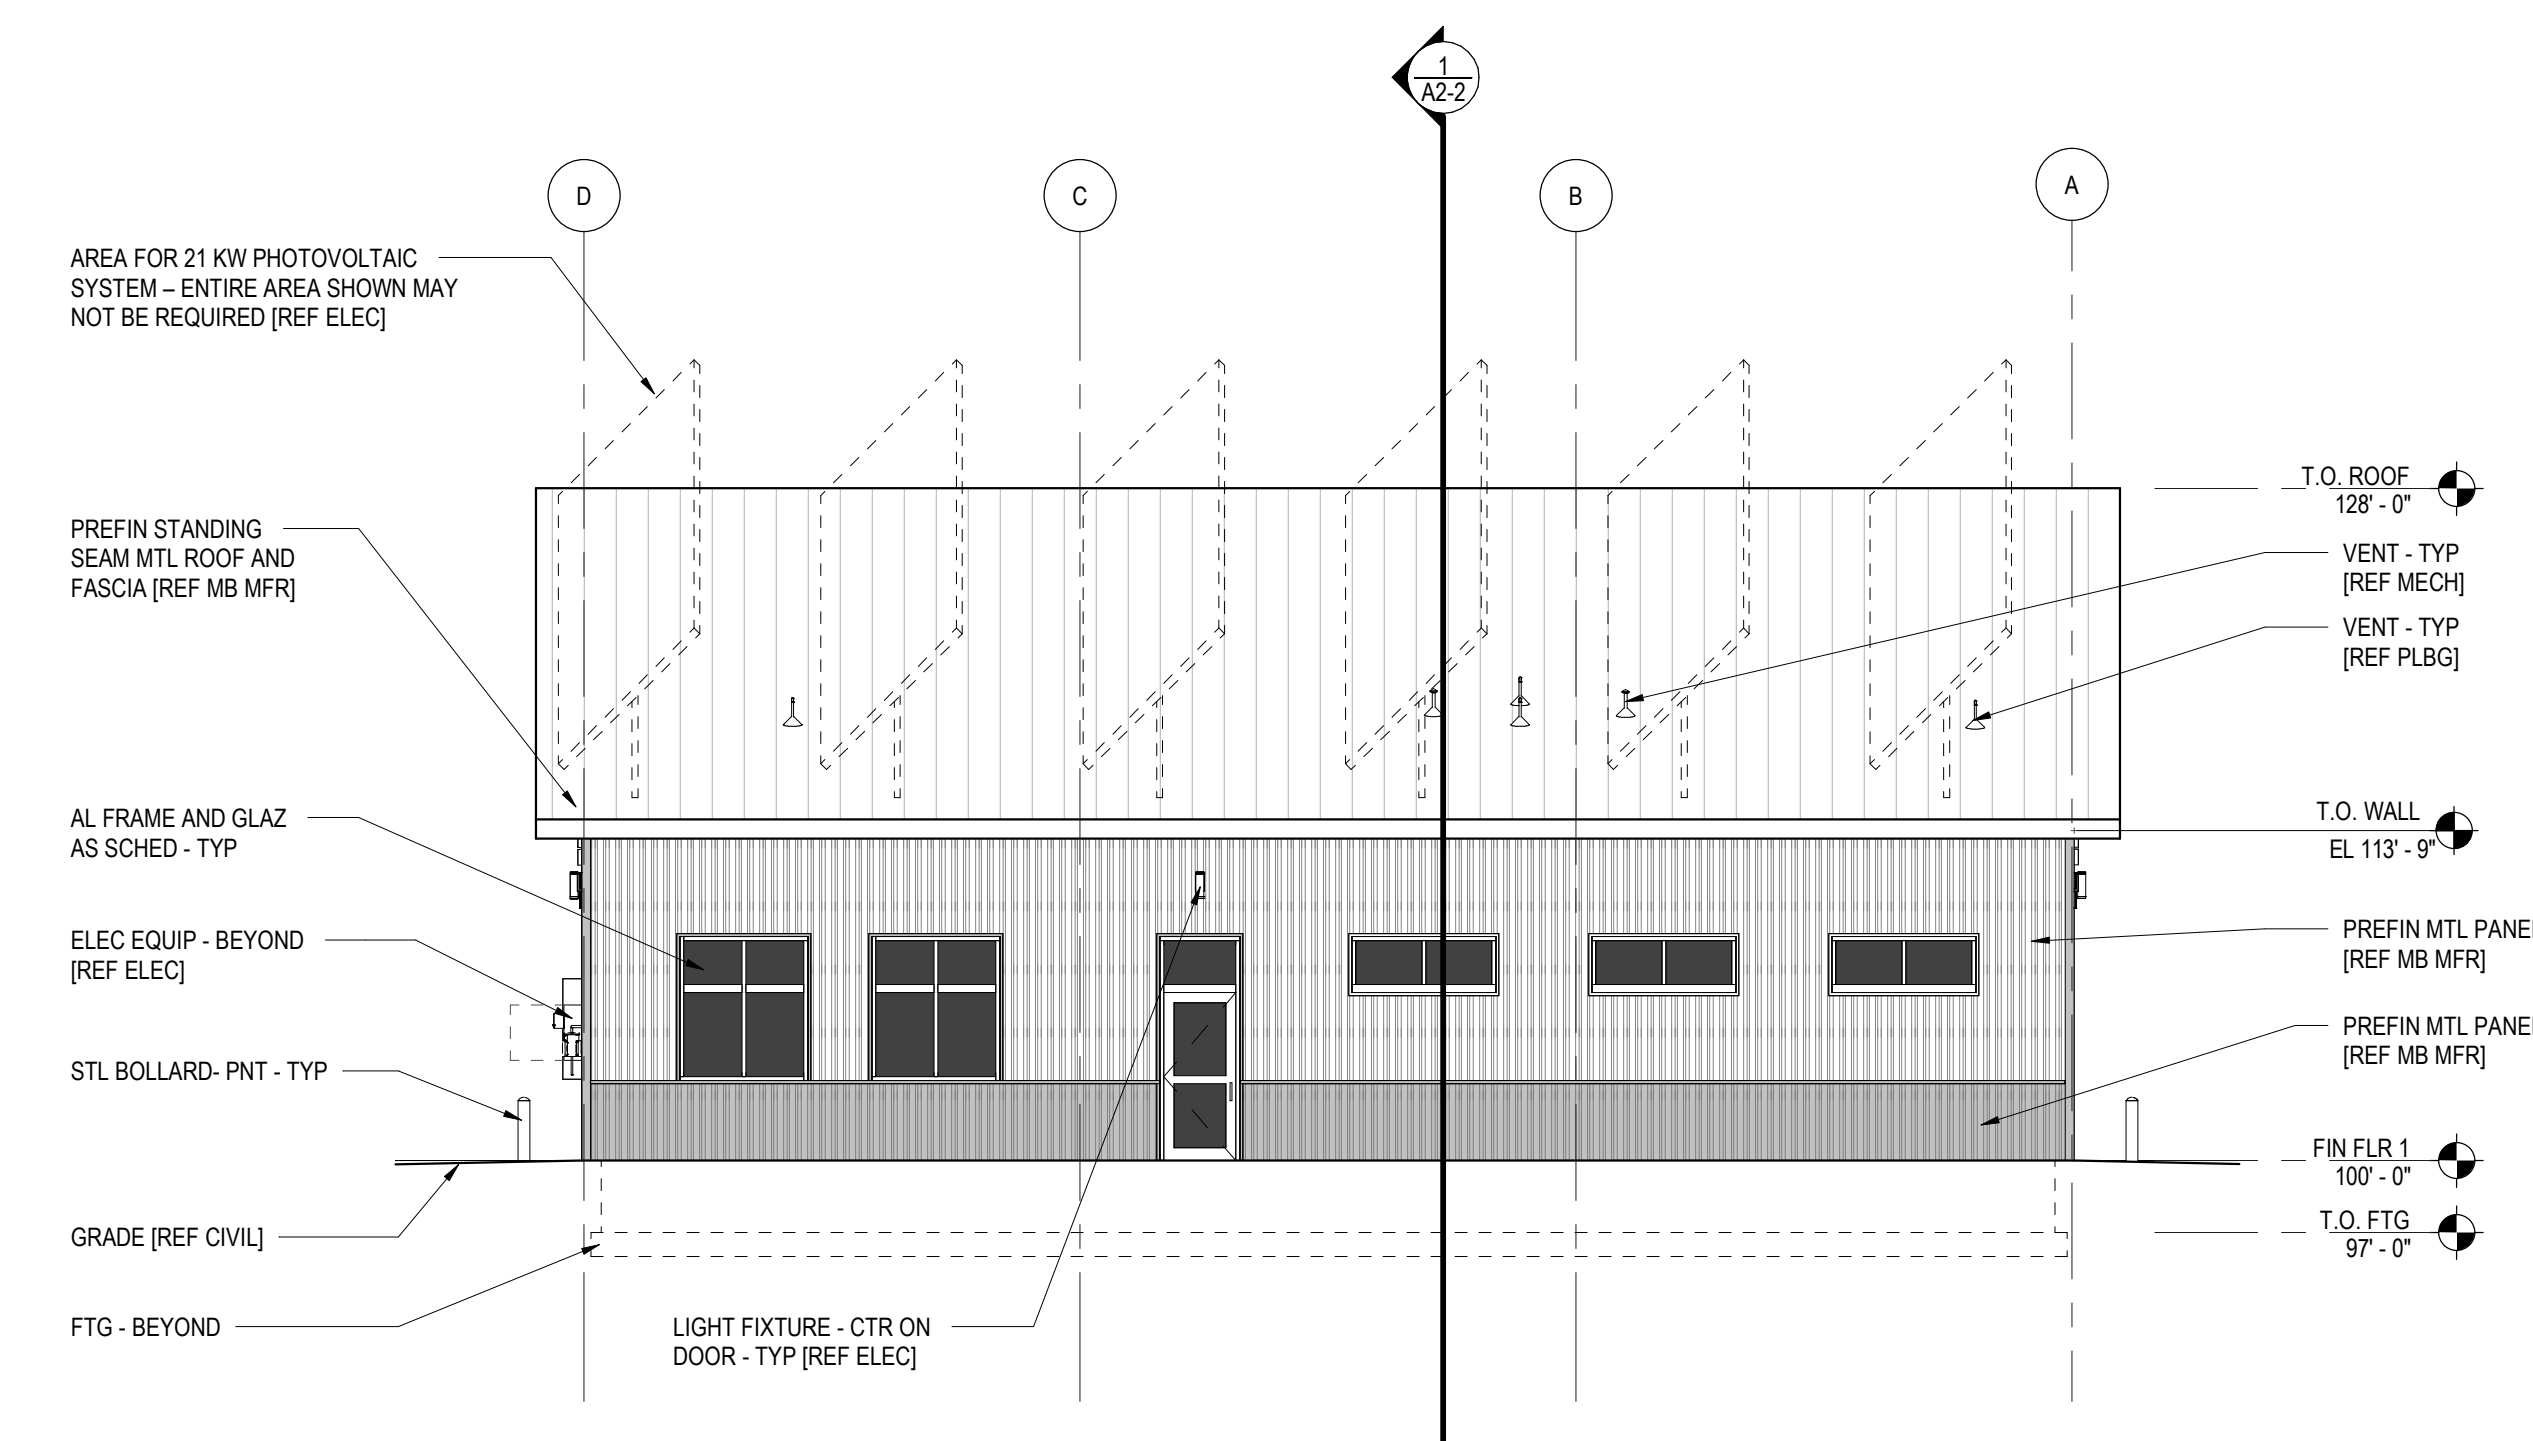 1
A2-2
D
C
B
A
AREA FOR 21 KW PHOTOVOLTAIC
SYSTEM – ENTIRE AREA SHOWN MAY
NOT BE REQUIRED [REF ELEC]
PREFIN STANDING
SEAM MTL ROOF AND
FASCIA [REF MB MFR]
AL FRAME AND GLAZ
AS SCHED - TYP
ELEC EQUIP - BEYOND
[REF ELEC]
STL BOLLARD- PNT - TYP
GRADE [REF CIVIL]
FTG - BEYOND
LIGHT FIXTURE - CTR ON
DOOR - TYP [REF ELEC]
T.O. ROOF
128' - 0"
VENT - TYP
[REF MECH]
VENT - TYP
[REF PLBG]
T.O. WALL
EL 113' - 9"
PREFIN MTL
[REF MB MFR]
PREFIN MTL
[REF MB MFR]
FIN FLR 1
100' - 0"
T.O. FTG
97' - 0"